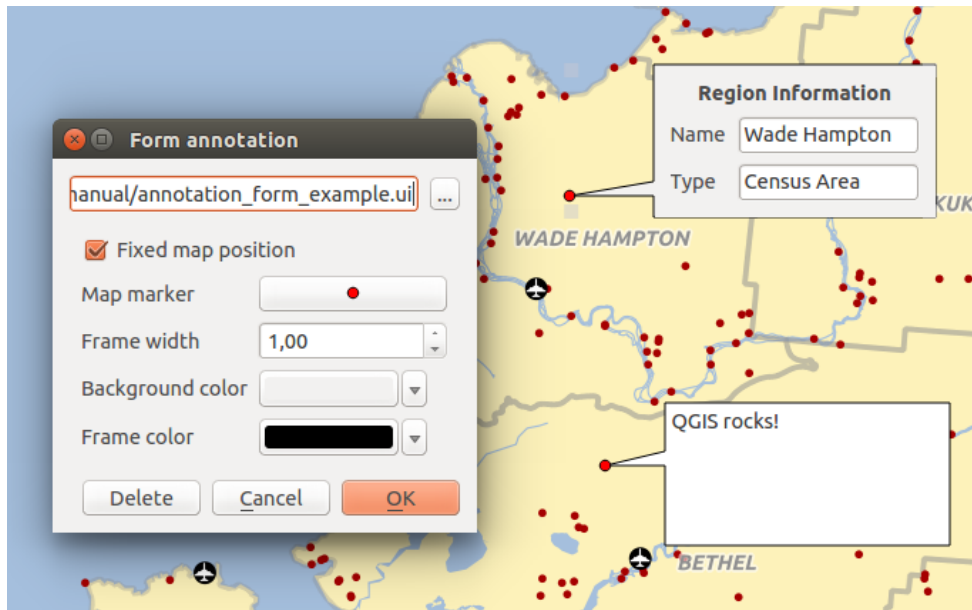 Form annotation
nanual/annotation_form_example.ui
...
Fixed map position
Map marker
Frame width 1,00
Background color
Frame color
Delete Cancel OK
Region Information
Name Wade Hampton
Type Census Area
KUK
WADE HAMPTON
QGIS rocks!
BETHEL